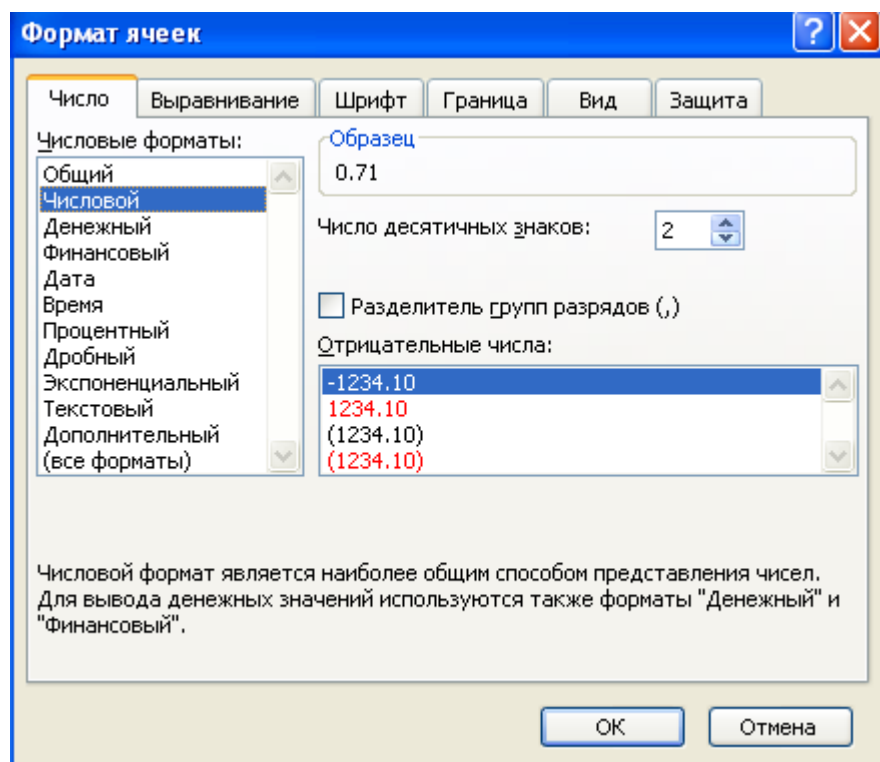 Формат ячеек
Число Выравнивание Шрифт Граница Вид Защита
Числовые форматы:
Общий
Числовой
Денежный
Финансовый
Дата
Время
Процентный
Дробный
Экспоненциальный
Текстовый
Дополнительный
(все форматы)
Образец
0.71
Число десятичных знаков: 2
Разделитель групп разрядов (,)
Отрицательные числа:
-1234.10
1234.10
(1234.10)
(1234.10)
Числовой формат является наиболее общим способом представления чисел.
Для вывода денежных значений используются также форматы "Денежный" и
"Финансовый".
ОК Отмена